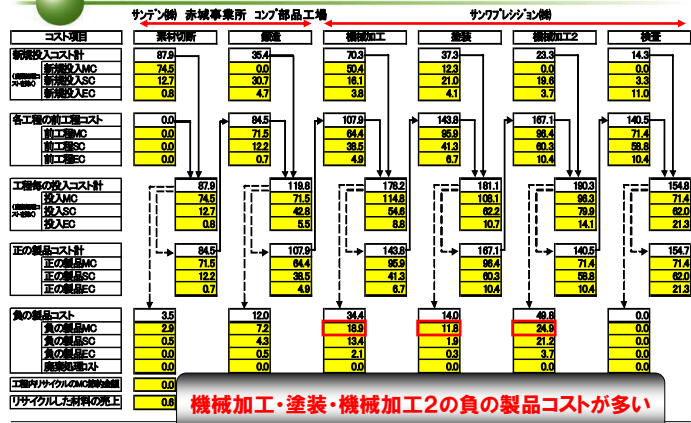 サンデン㈱ 赤城事業所 コンプ部品工場 サンワプレシジョン㈱
コスト項目 素材切断 鍛造 機械加工 塗装 機械加工2 検査
新規投入コスト計 87.9 35.4 70.3 37.3 23.3 14.3
新規投入MC 74.5 0.0 50.4 12.3 0.0 0.0
新規投入SC 12.7 30.7 16.1 21.0 19.6 3.3
新規投入EC 0.8 4.7 3.8 4.1 3.7 11.0
各工程の前工程コスト 0.0 84.5 107.9 143.8 167.1 140.5
前工程MC 0.0 71.5 64.4 95.9 96.4 71.4
前工程SC 0.0 12.2 38.5 41.3 60.3 58.8
前工程EC 0.0 0.7 4.9 6.7 10.4 10.4
工程毎の投入コスト計 87.9 119.8 178.2 181.1 190.3 154.8
投入MC 74.5 71.5 114.8 108.1 96.3 71.4
投入SC 12.7 42.8 54.6 62.2 79.9 62.0
投入EC 0.8 5.5 8.8 10.7 14.1 21.3
正の製品コスト計 84.5 107.9 143.8 167.1 140.5 154.7
正の製品MC 71.5 64.4 95.9 96.4 71.4 71.4
正の製品SC 12.2 38.5 41.3 60.3 58.8 62.0
正の製品EC 0.7 4.9 6.7 10.4 10.4 21.3
負の製品コスト 3.5 12.0 34.4 14.0 49.8 0.0
負の製品MC 2.9 7.2 18.9 11.8 24.9 0.0
負の製品SC 0.5 4.3 13.4 1.9 21.2 0.0
負の製品EC 0.0 0.5 2.1 0.3 3.7 0.0
廃棄処理コスト 0.0 0.0 0.0 0.0 0.0 0.0
工程内リサイクルのMC節約金額 0.0
リサイクルした材料の売上 0.6
機械加工・塗装・機械加工2の負の製品コストが多い